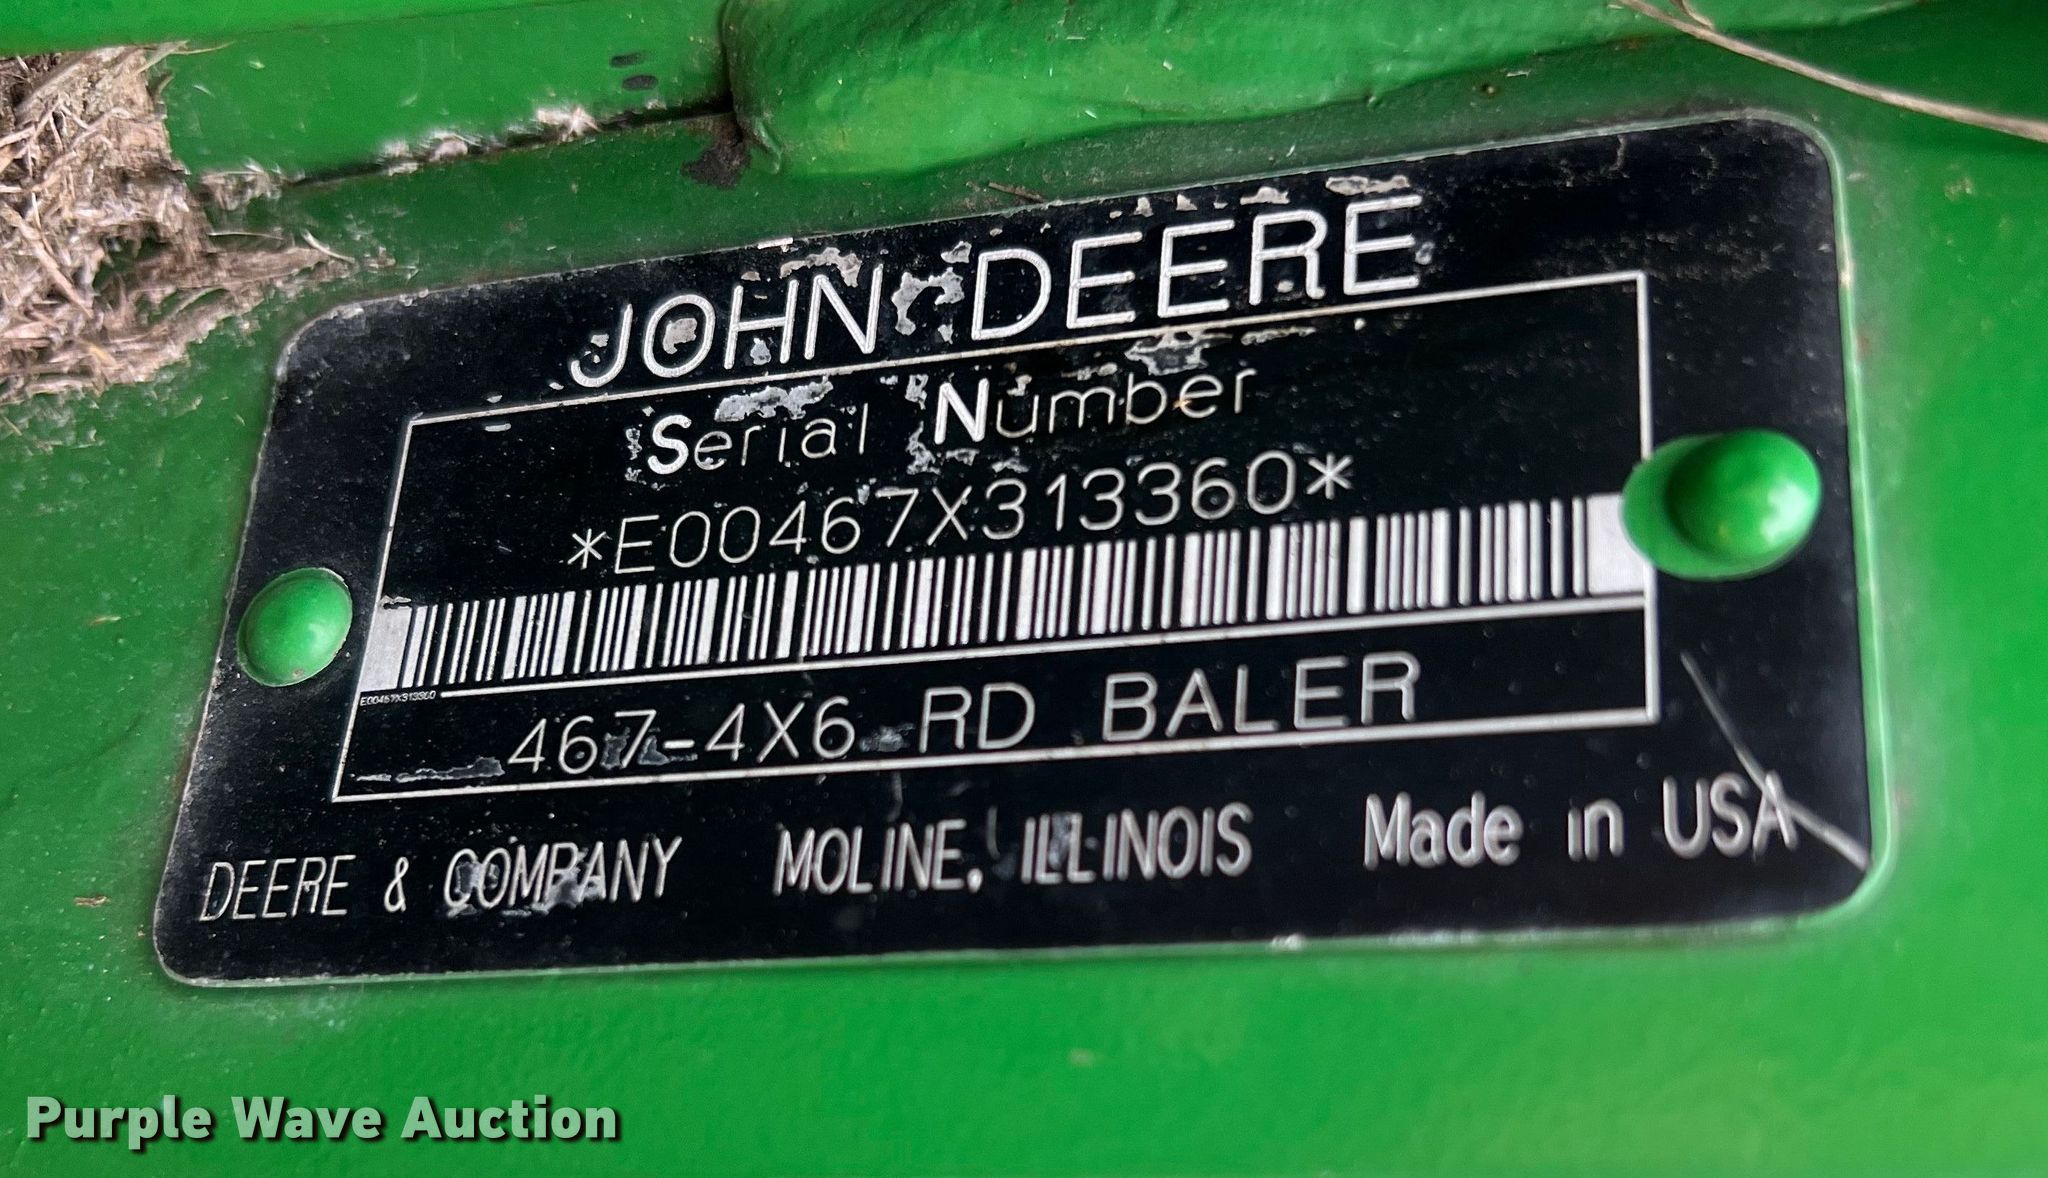 JOHN DEERE
Serial Number
*E00467X313360*
E00467X313360
467-4X6 RD BALER
DEERE & COMPANY MOLINE, ILLINOIS Made in USA
Purple Wave Auction